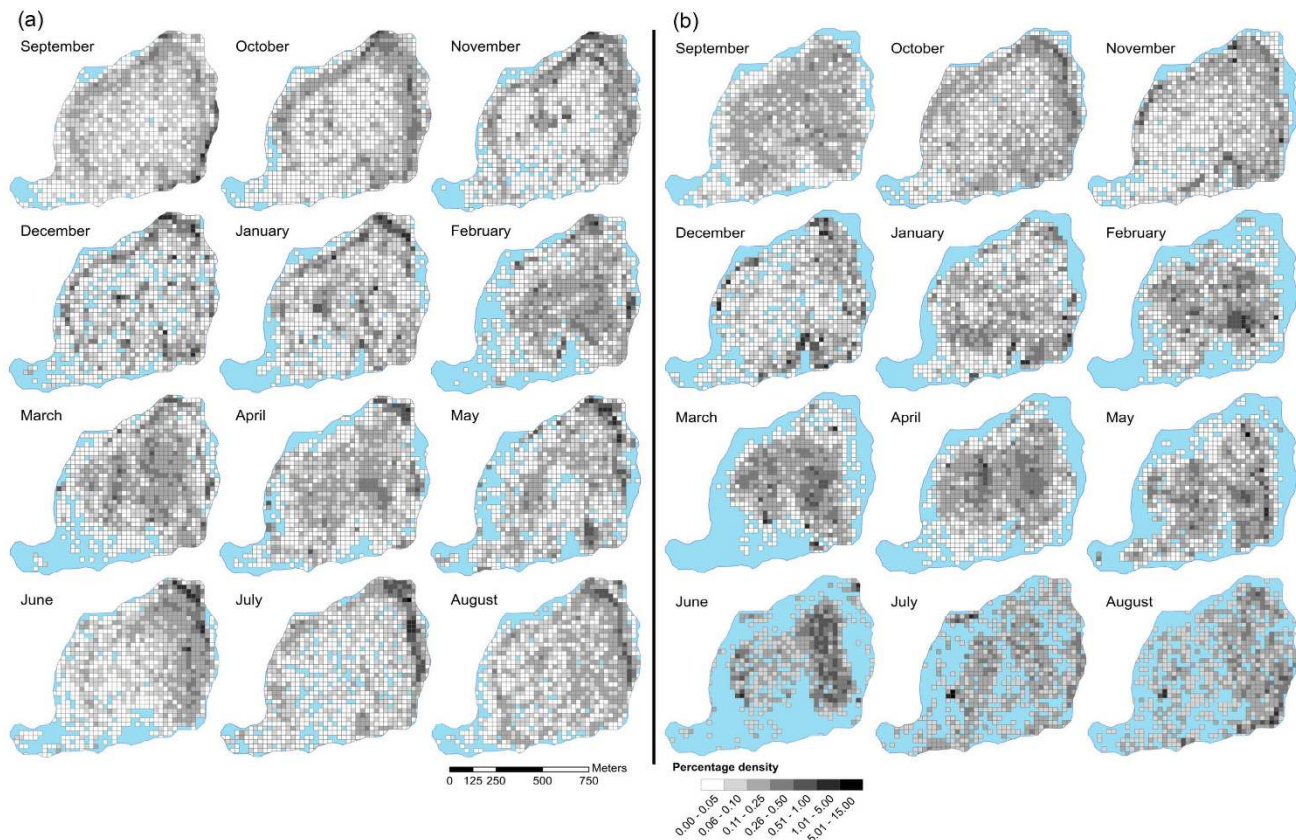 (a)
(b)
September
October
November
September
October
November
December
January
February
December
January
February
March
April
May
March
April
May
June
July
August
June
July
August
Meters
0 125 250 500 750
Percentage density
0.00 - 0.05
0.06 - 0.10
0.11 - 0.25
0.26 - 0.50
0.51 - 1.00
1.01 - 5.00
5.01 - 15.00